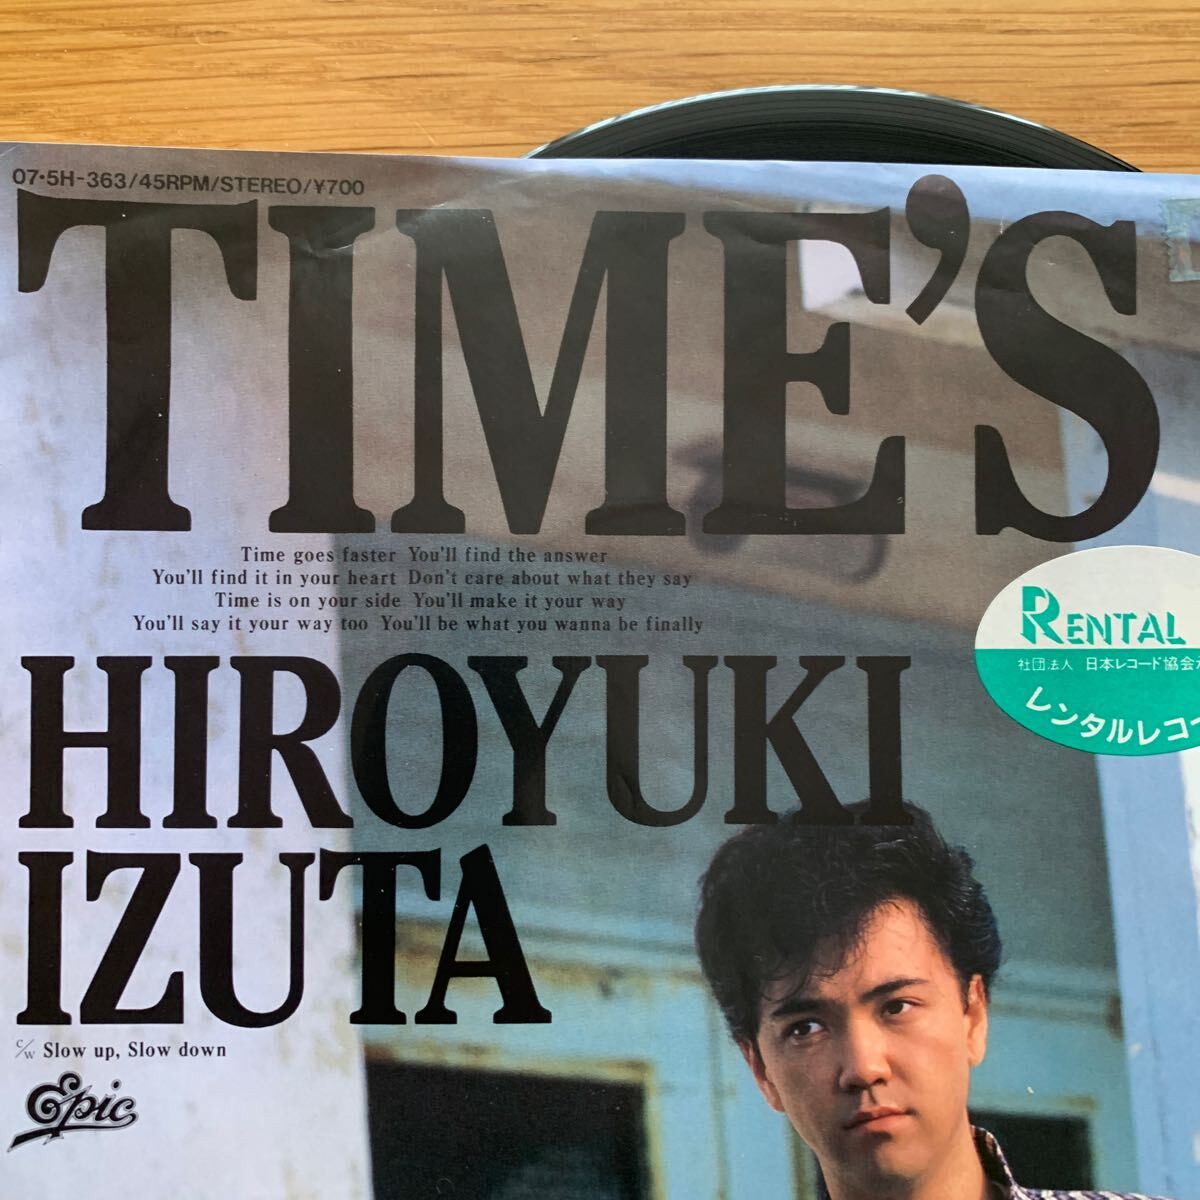 07・5H-363/45RPM/STEREO/¥700
TIME'S
Time goes faster You'll find the answer
You'll find it in your heart Don't care about what they say
Time is on your side You'll make it your way
You'll say it your way too You'll be what you wanna be finally
RENTAL
社団法人 日本レコード協会
レンタルレコ
HIROYUKI
IZUTA
c/w Slow up, Slow down
Epic